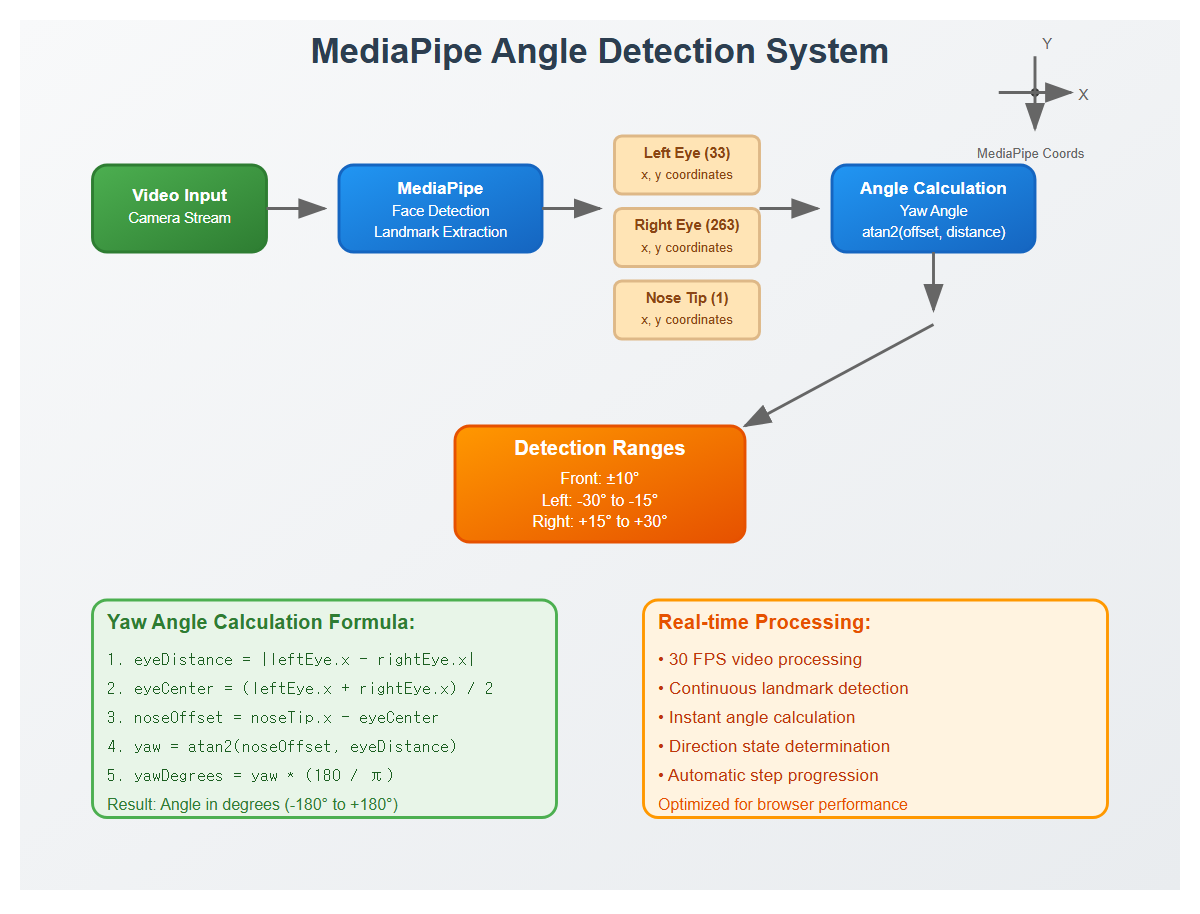 MediaPipe Angle Detection System
Y
X
MediaPipe Coords
Video Input
Camera Stream
MediaPipe
Face Detection
Landmark Extraction
Left Eye (33)
x, y coordinates
Right Eye (263)
x, y coordinates
Nose Tip (1)
x, y coordinates
Angle Calculation
Yaw Angle
atan2(offset, distance)
Detection Ranges
Front: ±10°
Left: -30° to -15°
Right: +15° to +30°
Yaw Angle Calculation Formula:
1. eyeDistance = |leftEye.x - rightEye.x|
2. eyeCenter = (leftEye.x + rightEye.x) / 2
3. noseOffset = noseTip.x - eyeCenter
4. yaw = atan2(noseOffset, eyeDistance)
5. yawDegrees = yaw * (180 / π)
Result: Angle in degrees (-180° to +180°)
Real-time Processing:
• 30 FPS video processing
• Continuous landmark detection
• Instant angle calculation
• Direction state determination
• Automatic step progression
Optimized for browser performance